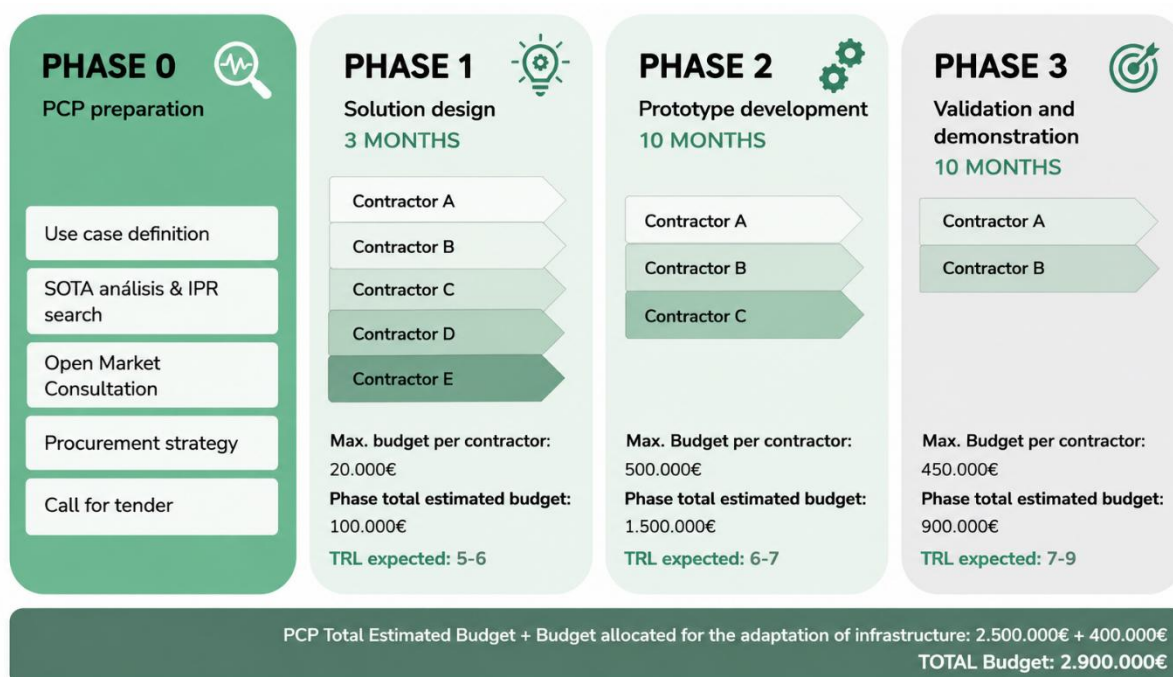 PHASE 0
PCP preparation
Use case definition
SOTA análisis & IPR
search
Open Market
Consultation
Procurement strategy
Call for tender
PHASE 1
Solution design
3 MONTHS
Contractor A
Contractor B
Contractor C
Contractor D
Contractor E
Max. budget per contractor:
20.000€
Phase total estimated budget:
100.000€
TRL expected: 5-6
PHASE 2
Prototype development
10 MONTHS
Contractor A
Contractor B
Contractor C
Max. Budget per contractor:
500.000€
Phase total estimated budget:
1.500.000€
TRL expected: 6-7
PHASE 3
Validation and
demonstration
10 MONTHS
Contractor A
Contractor B
Max. Budget per contractor:
450.000€
Phase total estimated budget:
900.000€
TRL expected: 7-9
PCP Total Estimated Budget + Budget allocated for the adaptation of infrastructure: 2.500.000€ + 400.000€
TOTAL Budget: 2.900.000€